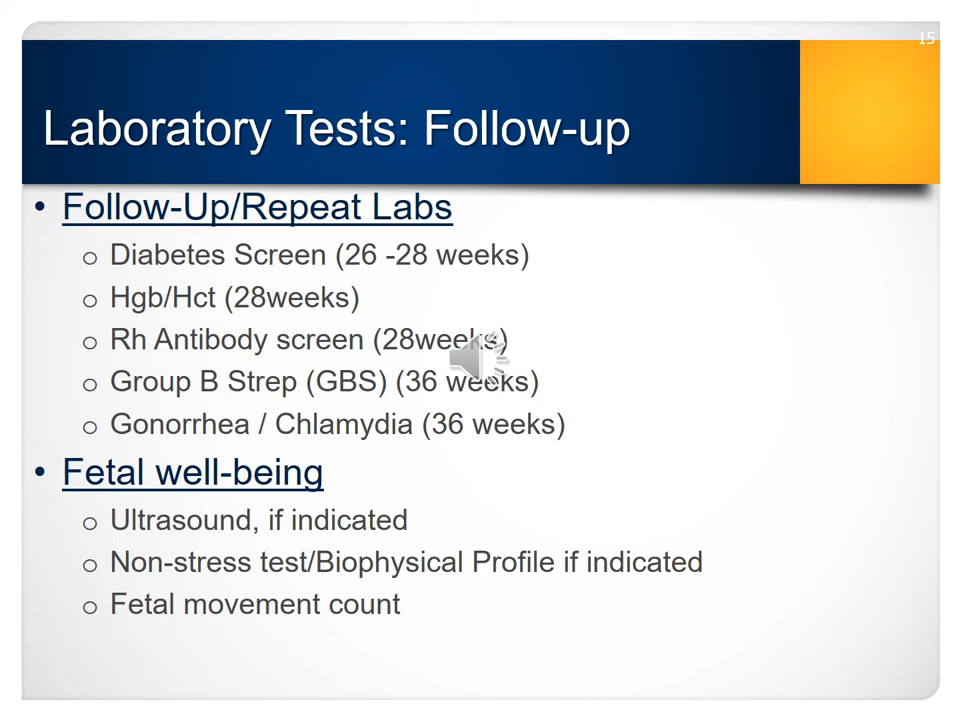 15
Laboratory Tests: Follow-up
• Follow-Up/Repeat Labs
o Diabetes Screen (26 -28 weeks)
o Hgb/Hct (28weeks)
o Rh Antibody screen (28weeks)
o Group B Strep (GBS) (36 weeks)
o Gonorrhea / Chlamydia (36 weeks)
• Fetal well-being
o Ultrasound, if indicated
o Non-stress test/Biophysical Profile if indicated
o Fetal movement count